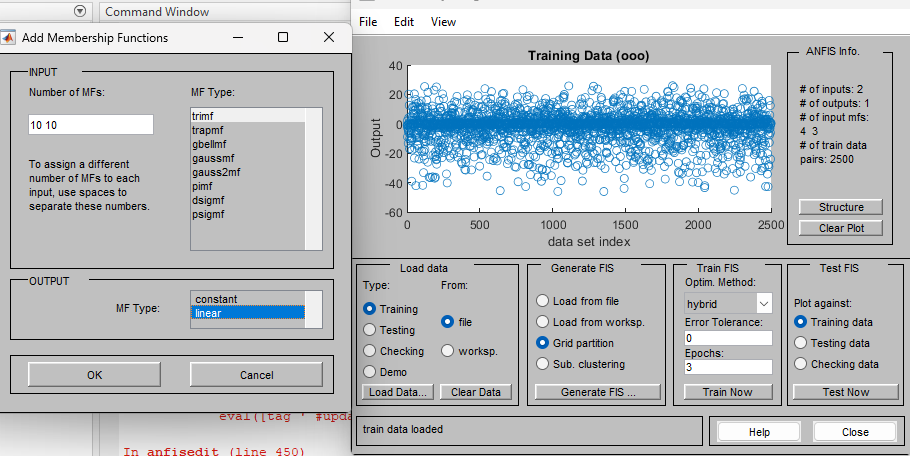 Command Window
Add Membership Functions
INPUT
Number of MFs:
10 10
To assign a different
number of MFs to each
input, use spaces to
separate these numbers.
MF Type:
trimf
trapmf
gbellmf
gaussmf
gauss2mf
pimf
dsigmf
psigmf
OUTPUT
MF Type:
constant
linear
OK
Cancel
eval([tag ' #upda
In anfisedit (line 450)
File Edit View
Training Data (ooo)
Output
40
20
0
-20
-40
-60
0 500 1000 1500 2000 2500
data set index
ANFIS Info.
# of inputs: 2
# of outputs: 1
# of input mfs:
4 3
# of train data
pairs: 2500
Structure
Clear Plot
Load data
Type:
From:
Training
Testing
Checking
Demo
file
worksp.
Load Data...
Clear Data
Generate FIS
Load from file
Load from worksp.
Grid partition
Sub. clustering
Generate FIS ...
Train FIS
Optim. Method:
hybrid
Error Tolerance:
0
Epochs:
3
Train Now
Test FIS
Plot against:
Training data
Testing data
Checking data
Test Now
train data loaded
Help
Close